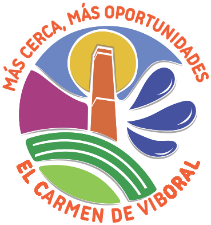 MÁS CERCA, MÁS OPORTUNIDADES
EL CARMEN DE VIBORAL